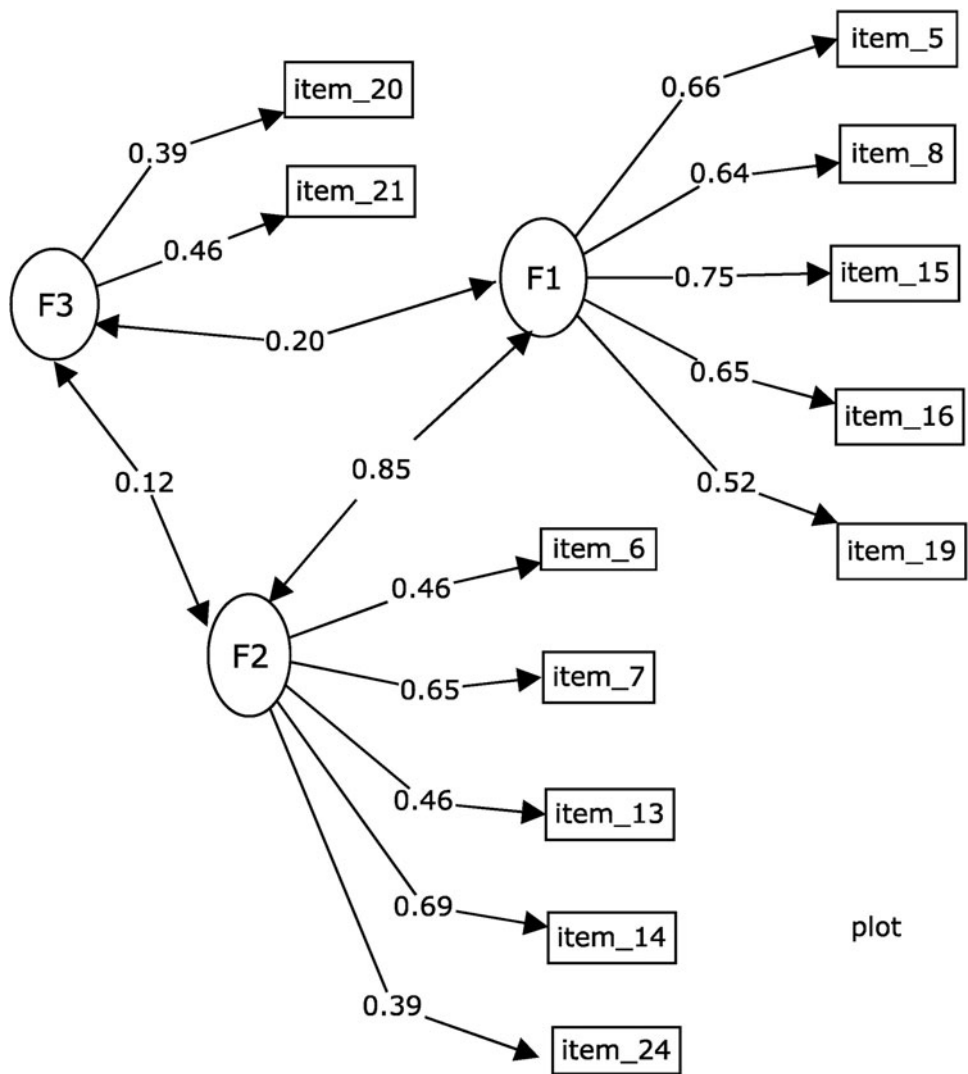 item_5
0.66
item_20
item_8
0.39
0.64
item_21
0.46
F1
0.75
item_15
F3
0.20
0.65
item_16
0.85
0.12
0.52
item_19
item_6
0.46
F2
0.65
item_7
0.46
item_13
0.69
item_14
plot
0.39
item_24